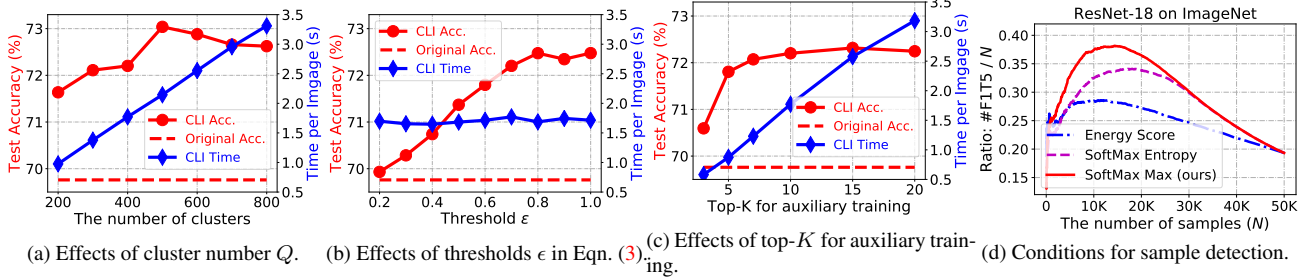 73
72
71
70
Test Accuracy (%)
3.5
3.0
2.5
2.0
1.5
1.0
0.5
Time per Imgage (s)
CLI Acc.
Original Acc.
CLI Time
200 400 600 800
The number of clusters
(a) Effects of cluster number Q.
73
72
71
70
Test Accuracy (%)
3.5
3.0
2.5
2.0
1.5
1.0
0.5
Time per Imgage (s)
CLI Acc.
Original Acc.
CLI Time
0.2 0.4 0.6 0.8 1.0
Threshold ε
(b) Effects of thresholds ϵ in Eqn. (3).
73
72
71
70
Test Accuracy (%)
3.5
3.0
2.5
2.0
1.5
1.0
0.5
Time per Imgage (s)
CLI Acc.
Original Acc.
CLI Time
5 10 15 20
Top-K for auxiliary training
(c) Effects of top-K for auxiliary train-
ing.
ResNet-18 on ImageNet
0.40
0.35
0.30
0.25
0.20
0.15
Ratio: #F1T5 / N
Energy Score
SoftMax Entropy
SoftMax Max (ours)
0 10K 20K 30K 40K 50K
The number of samples (N)
(d) Conditions for sample detection.